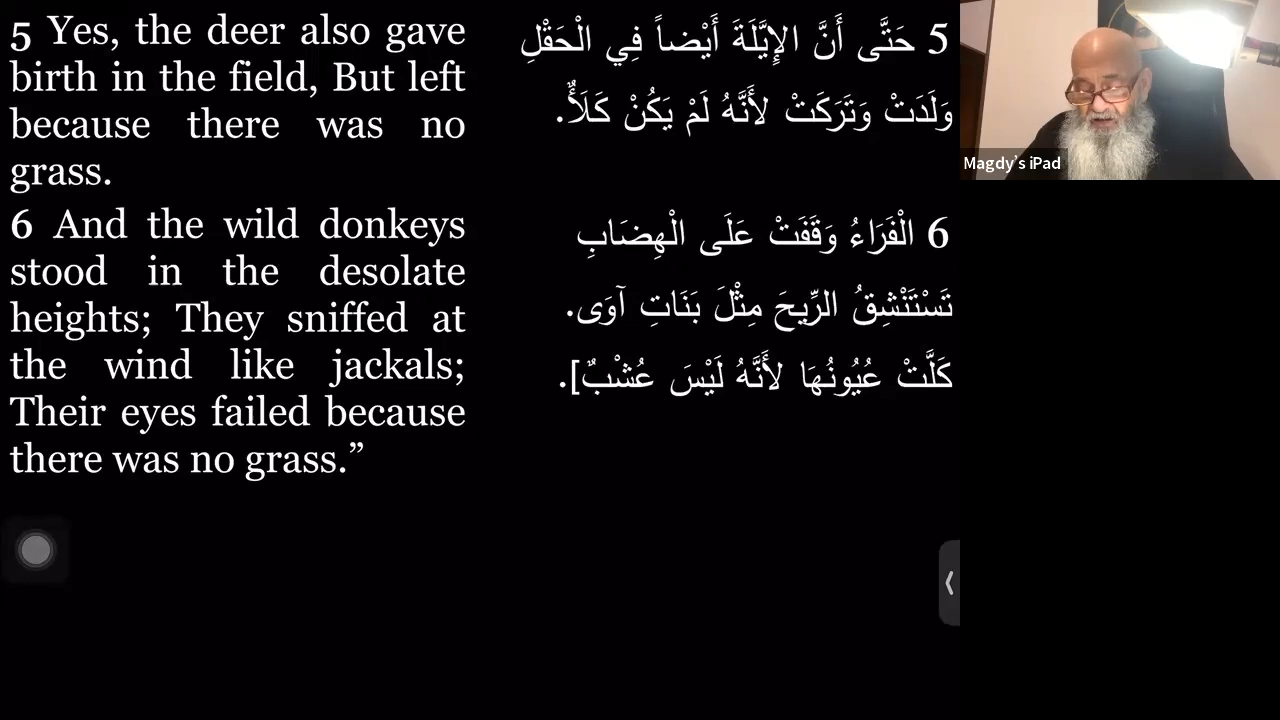 5 Yes, the deer also gave
birth in the field, But left
because there was no
grass.
6 And the wild donkeys
stood in the desolate
heights; They sniffed at
the wind like jackals;
Their eyes failed because
there was no grass.”
5 حَتَّى أَنَّ الإِيَّلَةَ أَيْضاً فِي الْحَقْلِ
وَلَدَتْ وَتَرَكَتْ لأَنَّهُ لَمْ يَكُنْ كَلَأٌ.
6 الْفَرَاءُ وَقَفَتْ عَلَى الْهِضَابِ
تَسْتَنْشِقُ الرِّيحَ مِثْلَ بَنَاتِ آوَى.
كَلَّتْ عُيُونُهَا لأَنَّهُ لَيْسَ عُشْبٌ].
Magdy’s iPad